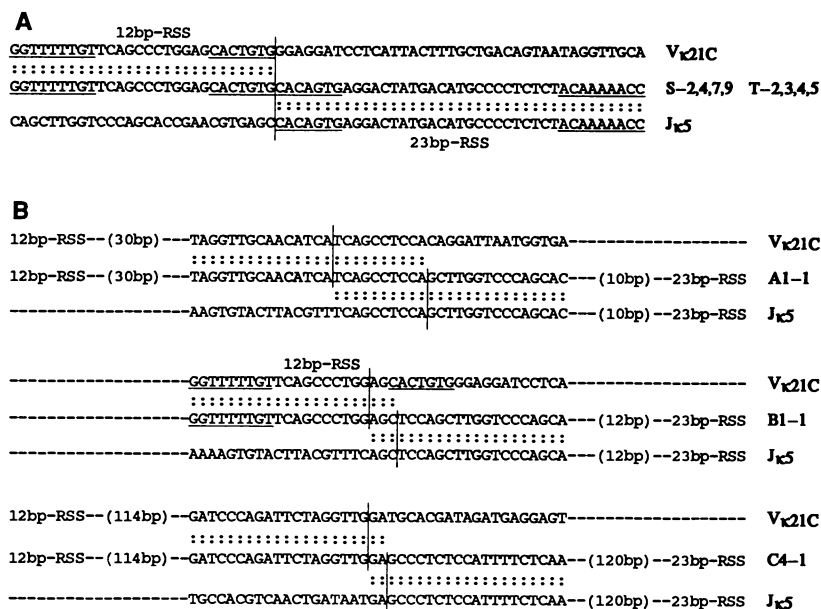 A
12bp-RSS
GGTTTTTGTTCAGCCCTGGAGCACTGTGGGAGGATCCTCATTACTTTGCTGACAGTAATAGGTTGCA Vκ21C
::::::::::::::::::::::::::::
GGTTTTTGTTCAGCCCTGGAGCACTGTGCACAGTGAGGACTATGACATGCCCCTCTCTACAAAAACC S-2,4,7,9 T-2,3,4,5
:::::::::::::::::::::::::::::::::::::::
CAGCTTGGTCCCAGCACCGAACGTGAGCCACAGTGAGGACTATGACATGCCCCTCTCTACAAAAACC Jκ5
23bp-RSS
B
12bp-RSS--(30bp)------TAGGTTGCAACATCATCAGCCTCCACAGGATTAATGGTGA----------------- Vκ21C
:::::::::::::::::::::::::
12bp-RSS--(30bp)------TAGGTTGCAACATCATCAGCCTCCAGCTTGGTCCCAGCAC---(10bp)--23bp-RSS A1-1
:::::::::::::::::::::::::
----------------------AAGTGTACTTACGTTTCAGCCTCCAGCTTGGTCCCAGCAC---(10bp)--23bp-RSS Jκ5
12bp-RSS
----------------------GGTTTTTGTTCAGCCCTGGAGCACTGTGGGAGGATCCTCA----------------- Vκ21C
::::::::::::::::::::::
----------------------GGTTTTTGTTCAGCCCTGGAGCTCCAGCTTGGTCCCAGCA---(12bp)--23bp-RSS B1-1
:::::::::::::::::::::
----------------------AAAAGTGTACTTACGTTTCAGCTCCAGCTTGGTCCCAGCA---(12bp)--23bp-RSS Jκ5
12bp-RSS--(114bp)-----GATCCCAGATTCTAGGTTGGATGCACGATAGATGAGGAGT----------------- Vκ21C
:::::::::::::::::::::
12bp-RSS--(114bp)-----GATCCCAGATTCTAGGTTGGAGCCCTCTCCATTTTCTCAA---(120bp)--23bp-RSS C4-1
:::::::::::::::::::::
----------------------TGCCACGTCAACTGATAATGAGCCCTCTCCATTTTCTCAA---(120bp)--23bp-RSS Jκ5